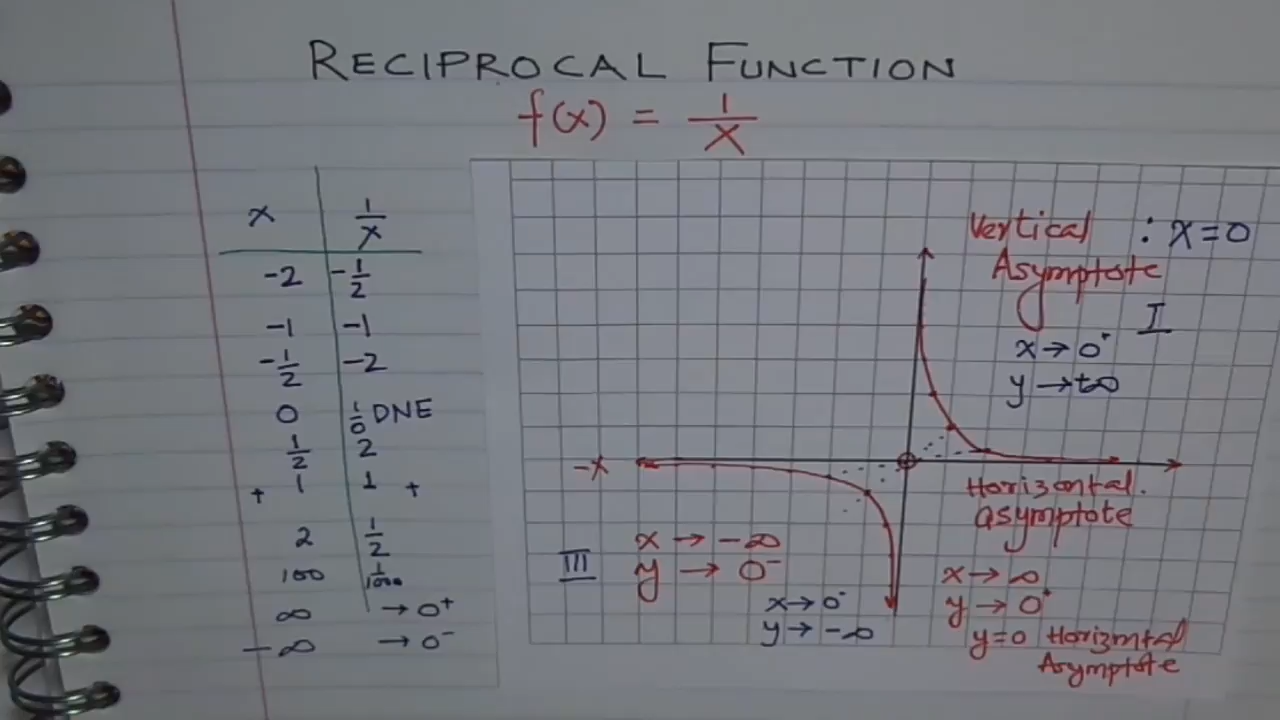 RECIPROCAL FUNCTION
f(x) = 1/x
x 1/x
-2 -1/2
-1 -1
-1/2 -2
0 1/0 DNE
1/2 2
+ 1 1 +
2 1/2
100
∞ → 0⁺
-∞ → 0⁻
Vertical : x=0
Asymptote
I
x → 0⁺
y → +∞
-x
Horizontal.
asymptote
III
x → -∞
y → 0⁻
x → 0⁻
y → -∞
x → ∞
y → 0⁺
y=0 Horizontal
Asymptote